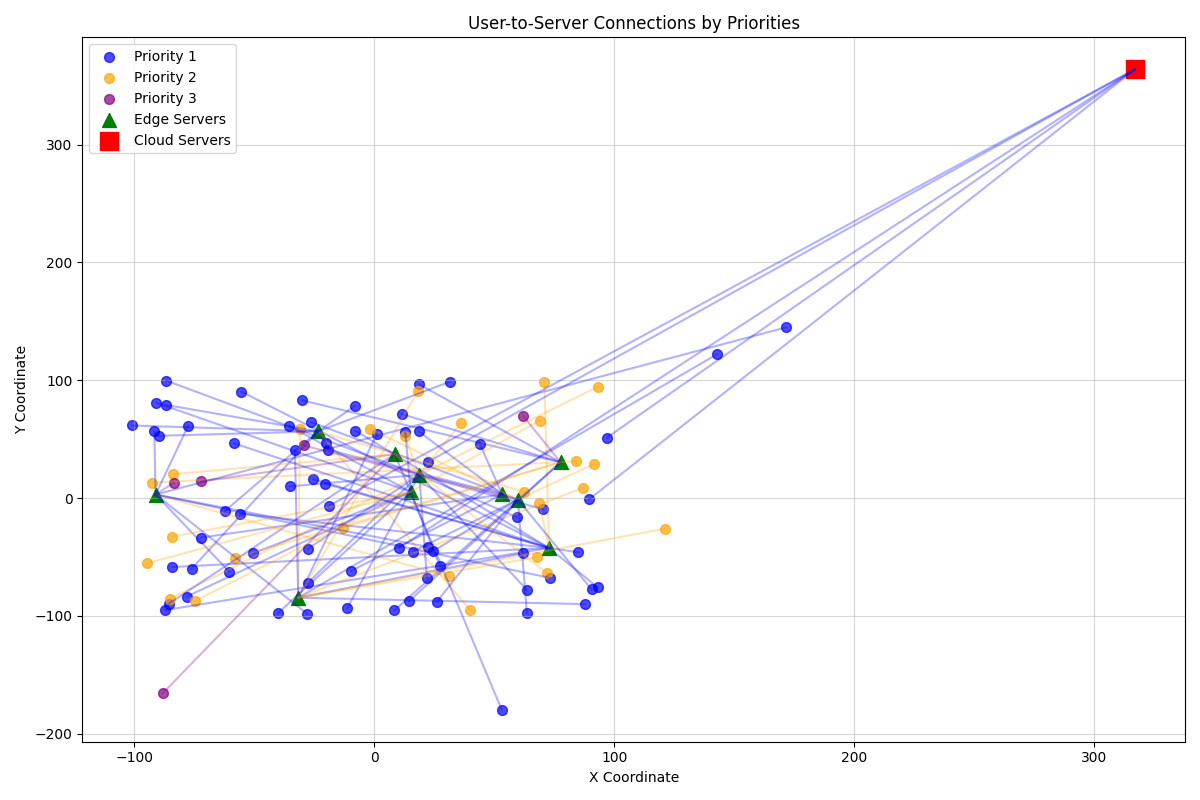 User-to-Server Connections by Priorities
Priority 1
Priority 2
Priority 3
Edge Servers
Cloud Servers
Y Coordinate
300
200
100
0
−100
−200
−100
0
100
200
300
X Coordinate